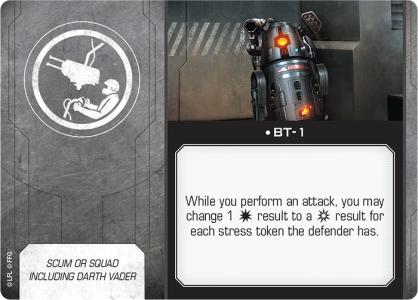 • BT-1
While you perform an attack, you may
change 1 result to a result for
each stress token the defender has.
SCUM OR SQUAD
INCLUDING DARTH VADER
© LFL © FFG